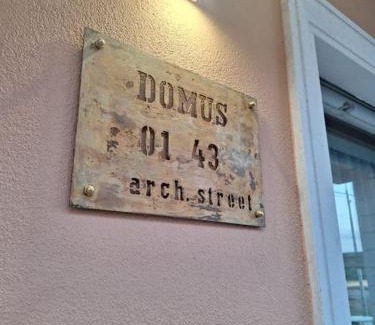 DOMUS
01 43
arch. street